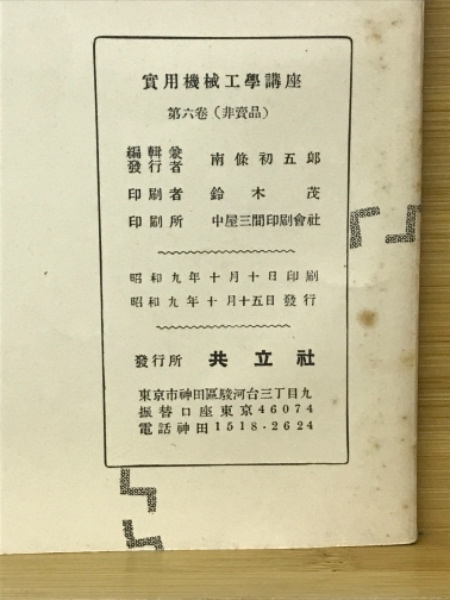 實用機械工學講座
第六卷（非賣品）
編輯兼
發行者 南條初五郎
印刷者 鈴木茂
印刷所 中屋三間印刷會社
昭和九年十月十日印刷
昭和九年十月十五日發行
發行所 共立社
東京市神田區駿河台三丁目九
振替口座東京46074
電話神田1518·2624